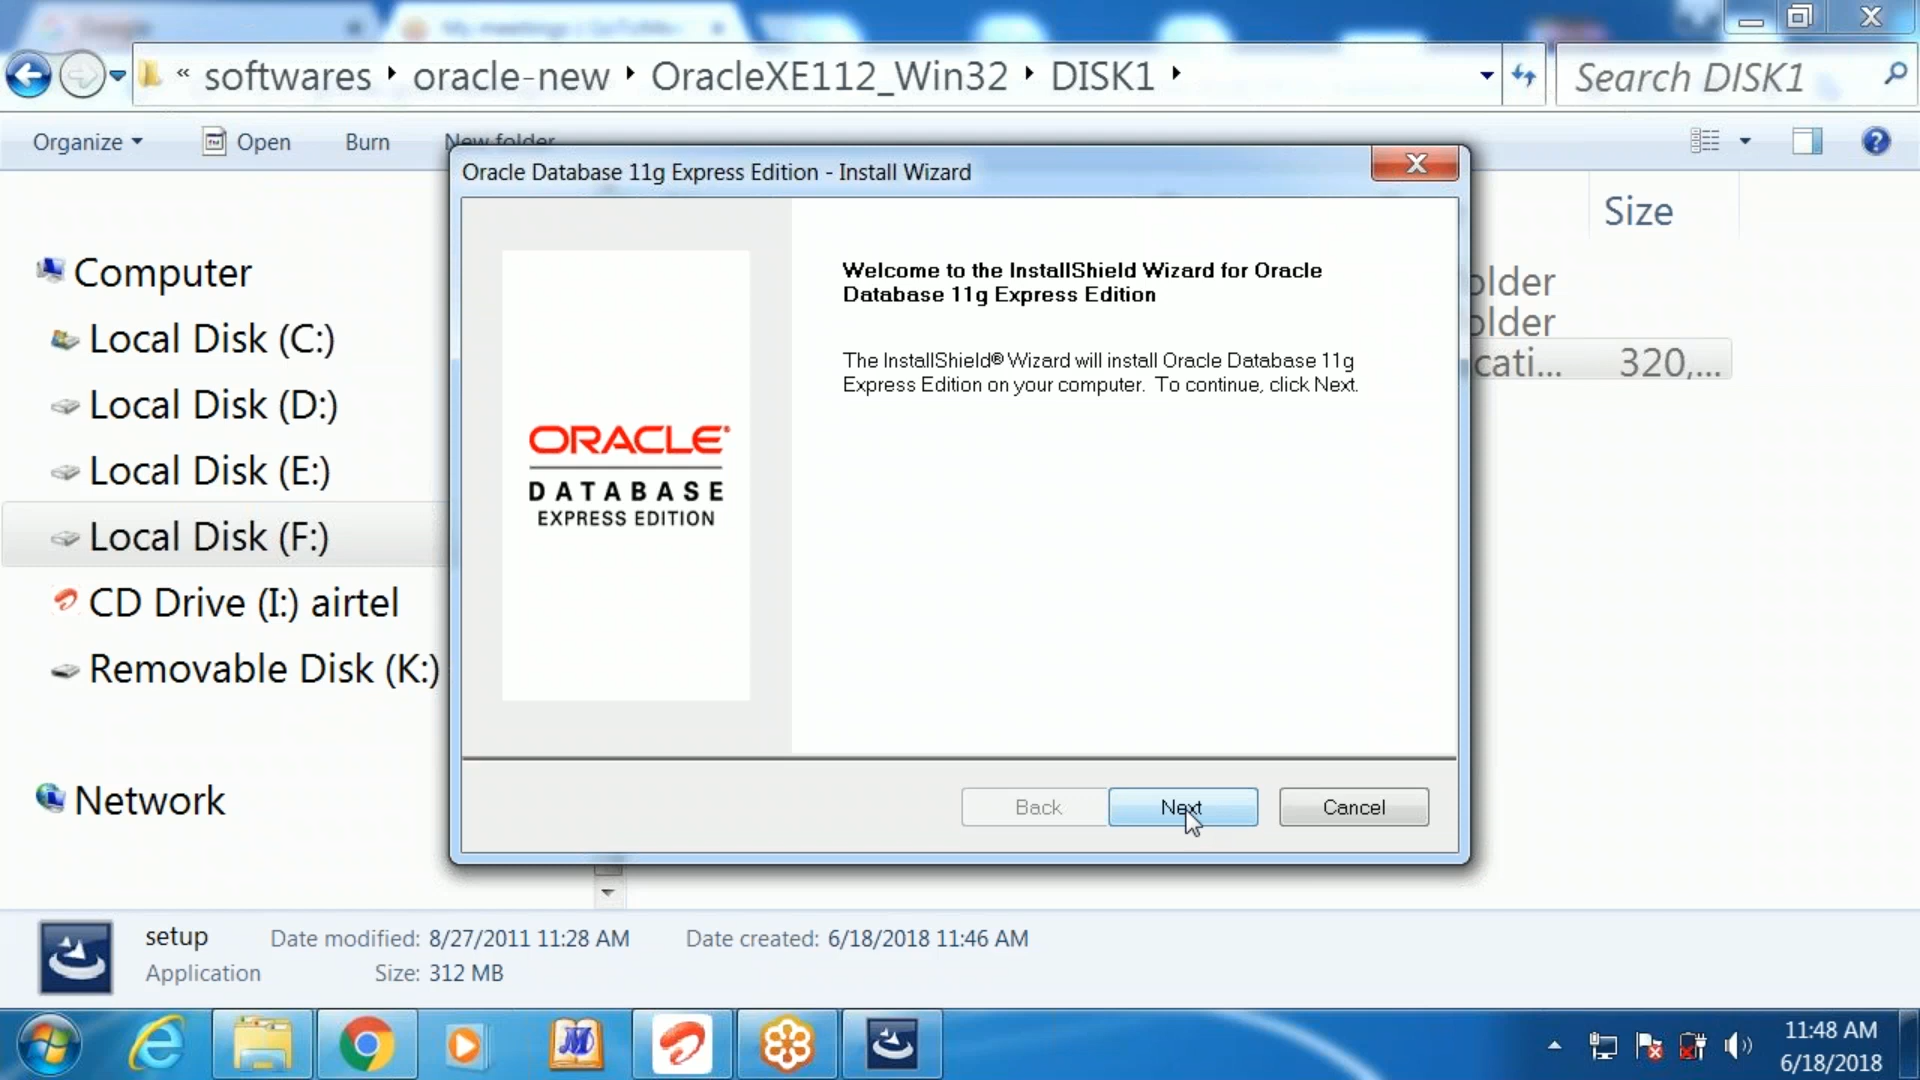 « softwares ▸ oracle-new ▸ OracleXE112_Win32 ▸ DISK1 ▸
Search DISK1
Organize
Open
Burn
New folder
Oracle Database 11g Express Edition - Install Wizard
Size
Computer
Local Disk (C:)
Local Disk (D:)
Local Disk (E:)
Local Disk (F:)
CD Drive (I:) airtel
Removable Disk (K:)
Network
older
older
cati...
320,...
ORACLE
DATABASE
EXPRESS EDITION
Welcome to the InstallShield Wizard for Oracle
Database 11g Express Edition
The InstallShield® Wizard will install Oracle Database 11g
Express Edition on your computer. To continue, click Next.
Back
Next
Cancel
setup
Date modified: 8/27/2011 11:28 AM
Date created: 6/18/2018 11:46 AM
Application
Size: 312 MB
11:48 AM
6/18/2018